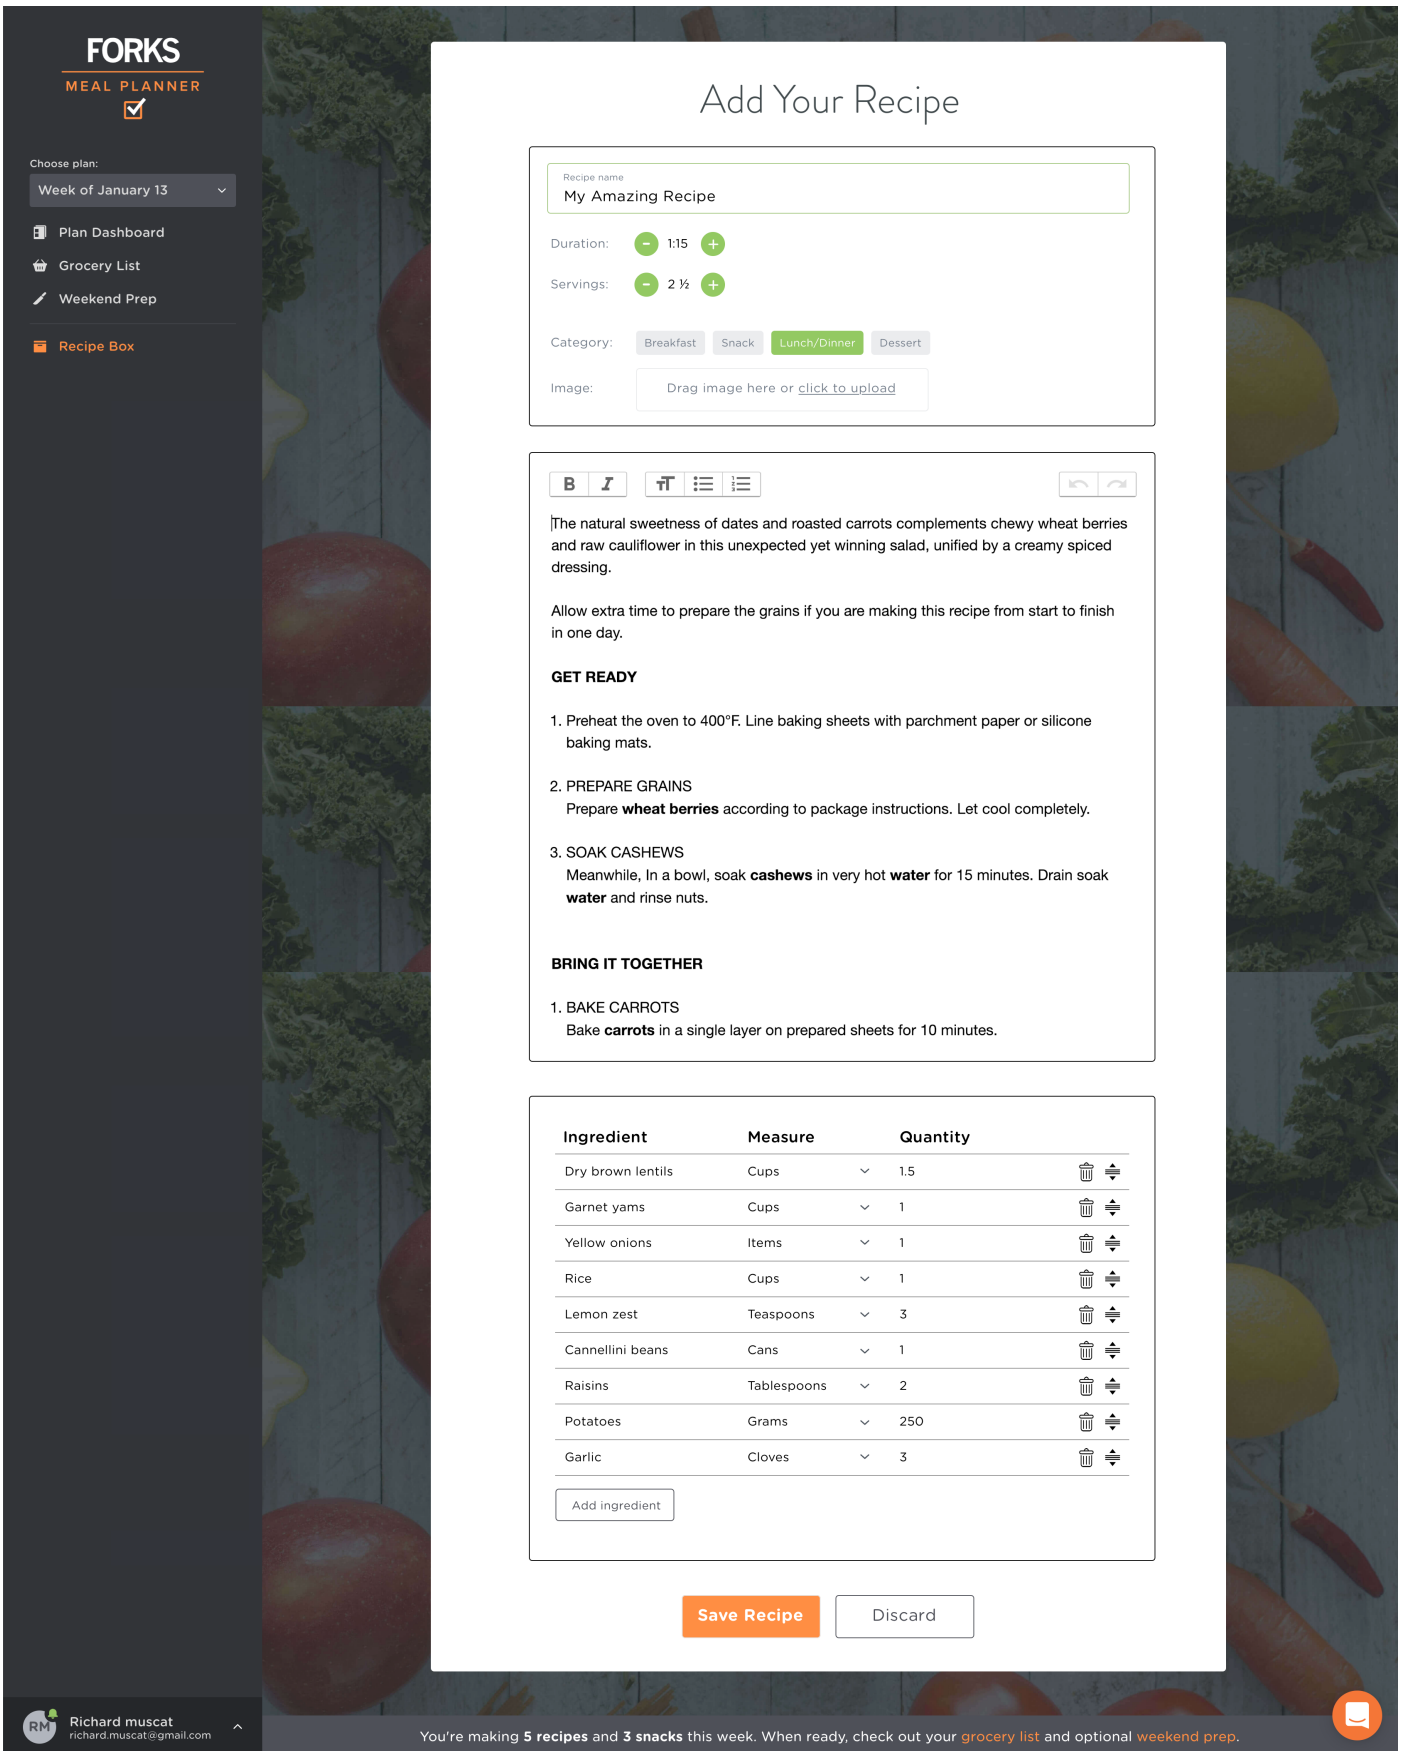 FORKS
MEAL PLANNER
Choose plan:
Week of January 13
Plan Dashboard
Grocery List
Weekend Prep
Recipe Box
Richard muscat
richard.muscat@gmail.com
RM
Add Your Recipe
Recipe name
My Amazing Recipe
Duration: - 1:15 +
Servings: - 2 ½ +
Category: Breakfast Snack Lunch/Dinner Dessert
Image: Drag image here or click to upload
B I TT
The natural sweetness of dates and roasted carrots complements chewy wheat berries
and raw cauliflower in this unexpected yet winning salad, unified by a creamy spiced
dressing.
Allow extra time to prepare the grains if you are making this recipe from start to finish
in one day.
GET READY
1. Preheat the oven to 400°F. Line baking sheets with parchment paper or silicone
baking mats.
2. PREPARE GRAINS
Prepare wheat berries according to package instructions. Let cool completely.
3. SOAK CASHEWS
Meanwhile, In a bowl, soak cashews in very hot water for 15 minutes. Drain soak
water and rinse nuts.
BRING IT TOGETHER
1. BAKE CARROTS
Bake carrots in a single layer on prepared sheets for 10 minutes.
Ingredient Measure Quantity
Dry brown lentils Cups 1.5
Garnet yams Cups 1
Yellow onions Items 1
Rice Cups 1
Lemon zest Teaspoons 3
Cannellini beans Cans 1
Raisins Tablespoons 2
Potatoes Grams 250
Garlic Cloves 3
Add ingredient
Save Recipe Discard
You're making 5 recipes and 3 snacks this week. When ready, check out your grocery list and optional weekend prep.